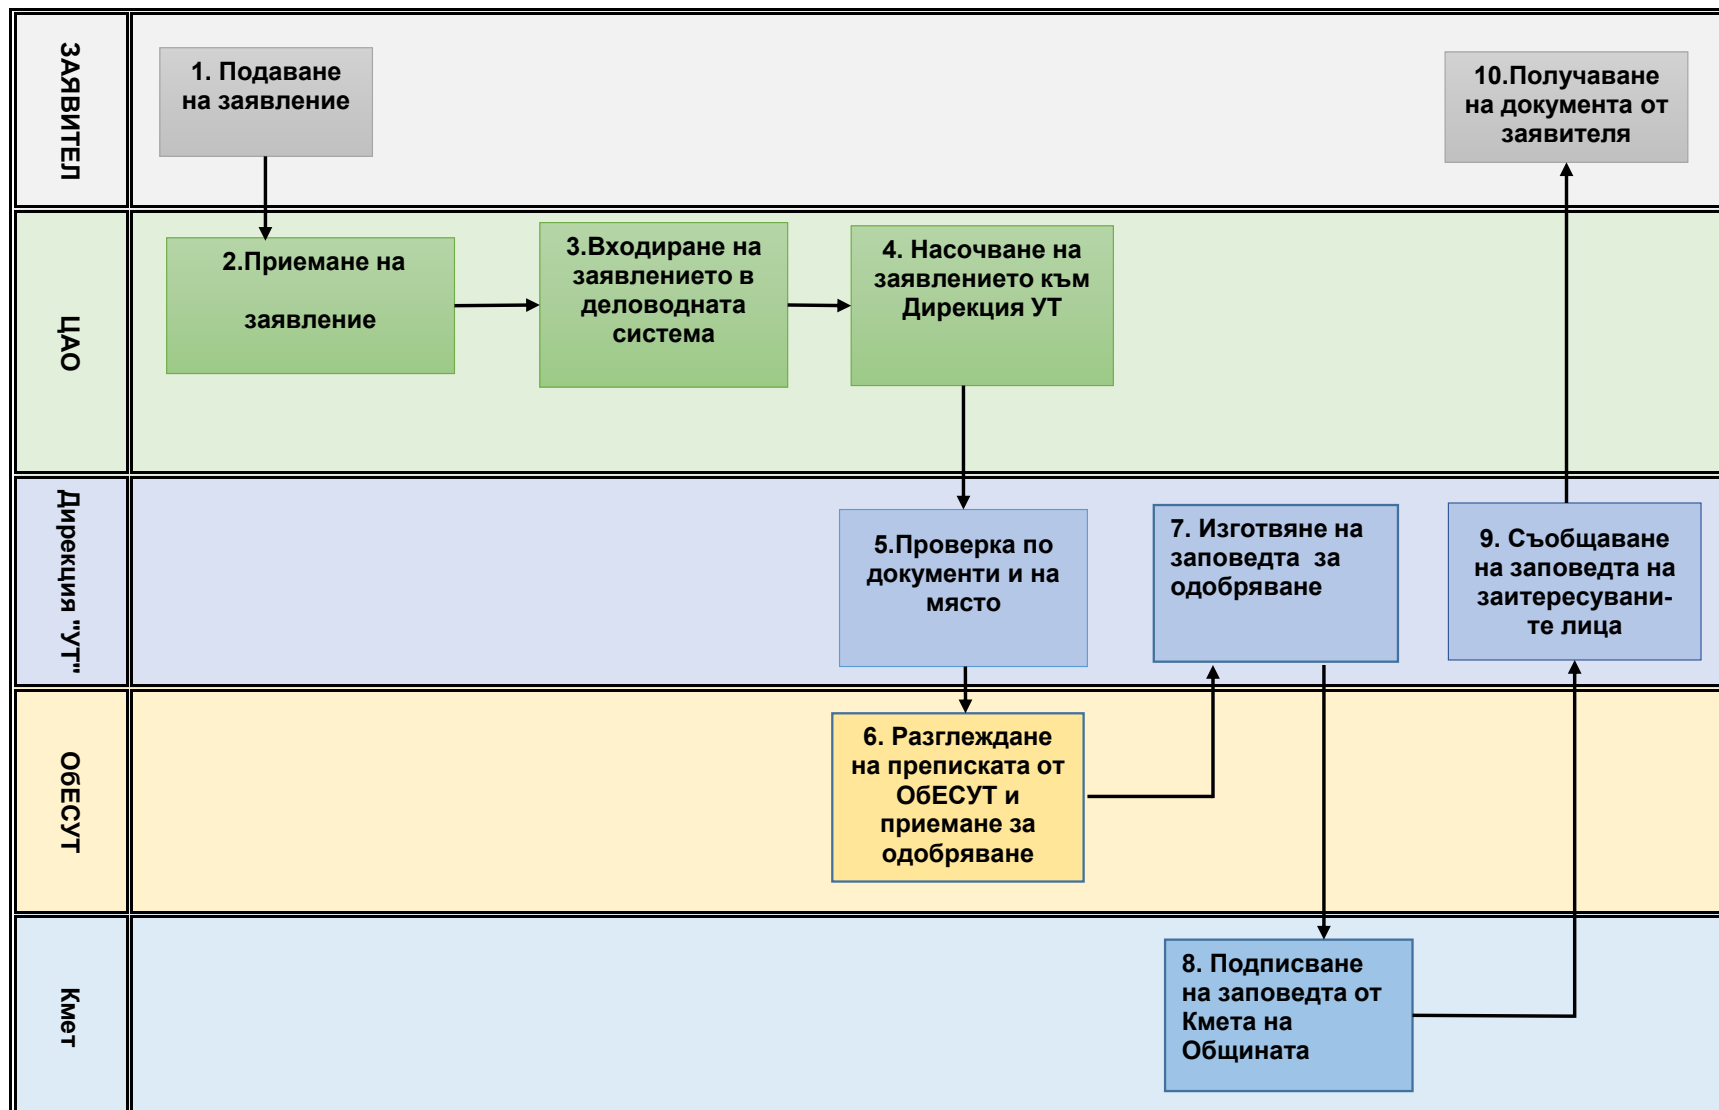 ЗАЯВИТЕЛ
1. Подаване
на заявление
10.Получаване
на документа от
заявителя
ЦАО
2.Приемане на
заявление
3.Входиране на
заявлението в
деловодната
система
4. Насочване на
заявлението към
Дирекция УТ
Дирекция "УТ"
5.Проверка по
документи и на
място
7. Изготвяне на
заповедта за
одобряване
9. Съобщаване
на заповедта на
заитересувани-
те лица
ОбЕСУТ
6. Разглеждане
на преписката от
ОбЕСУТ и
приемане за
одобряване
Кмет
8. Подписване
на заповедта от
Кмета на
Общината